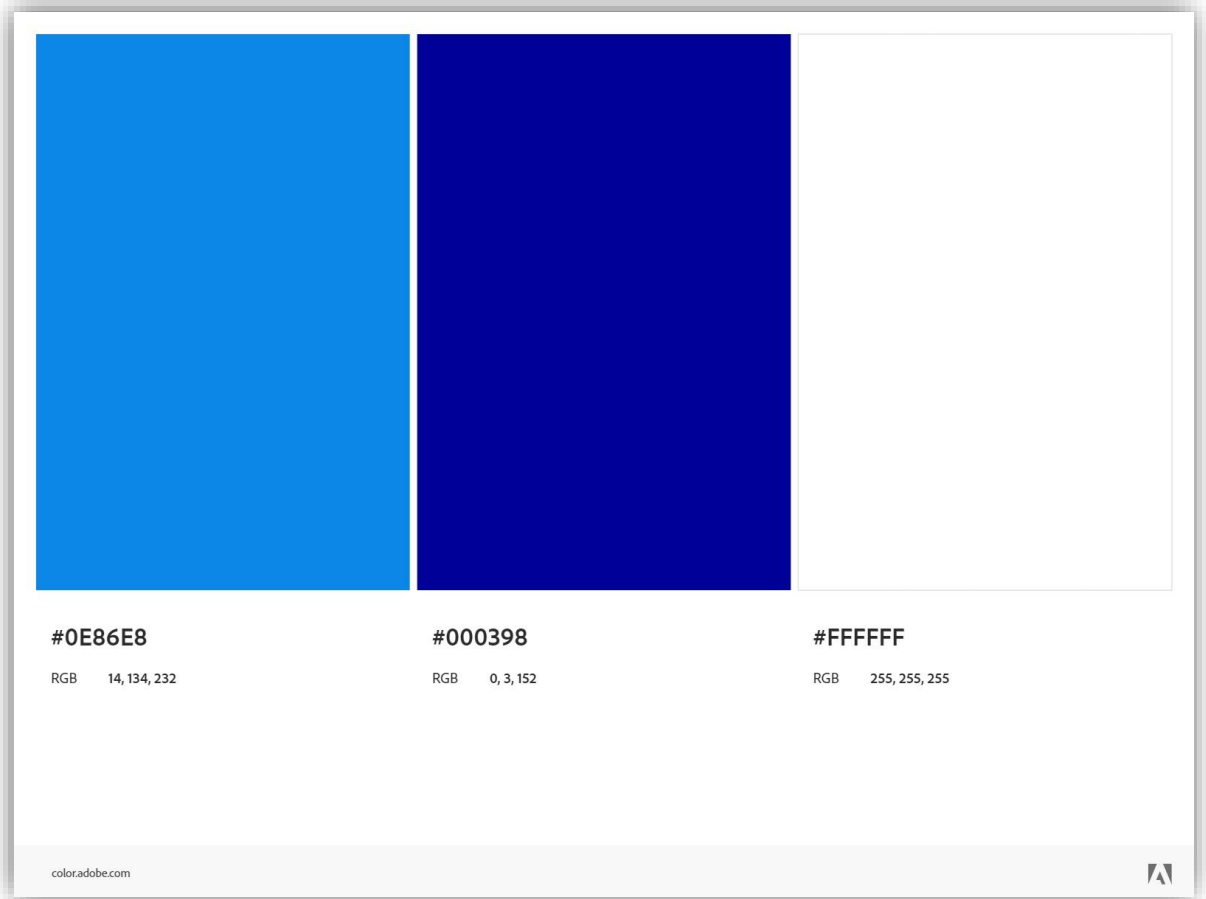 #0E86E8
RGB 14, 134, 232
#000398
RGB 0, 3, 152
#FFFFFF
RGB 255, 255, 255
color.adobe.com